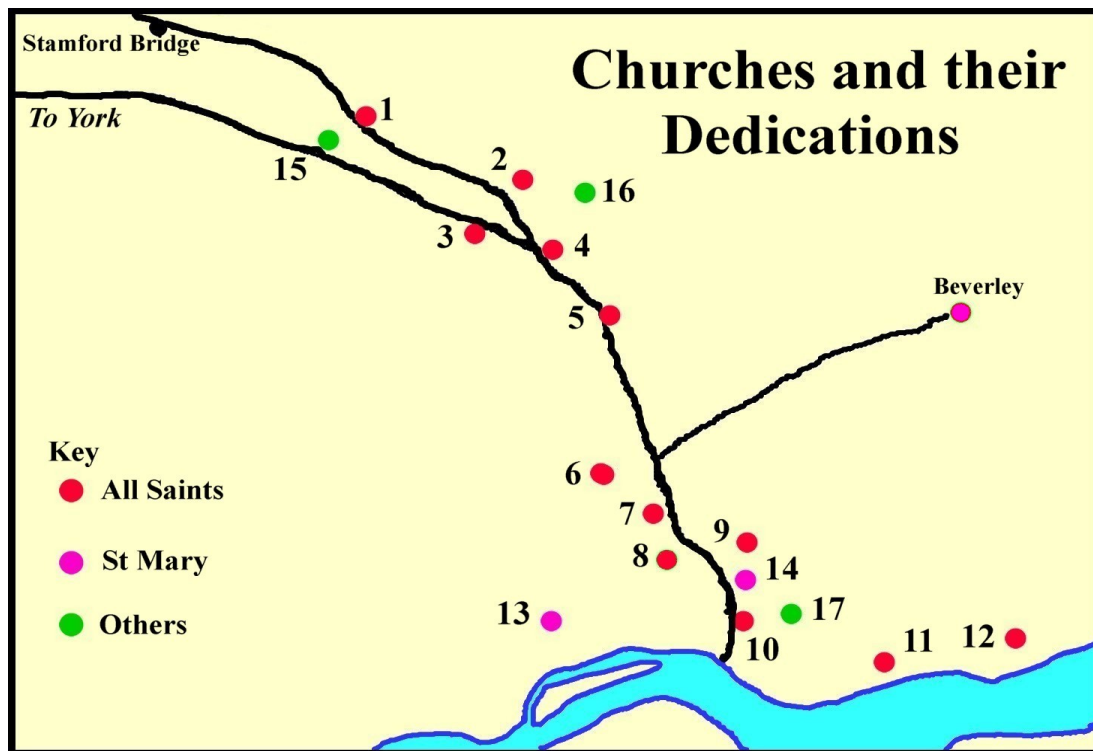 Churches and their
Dedications
Stamford Bridge
To York
1
2
15
16
3
4
5
Beverley
Key
All Saints
St Mary
Others
6
7
8
9
14
13
17
10
11
12